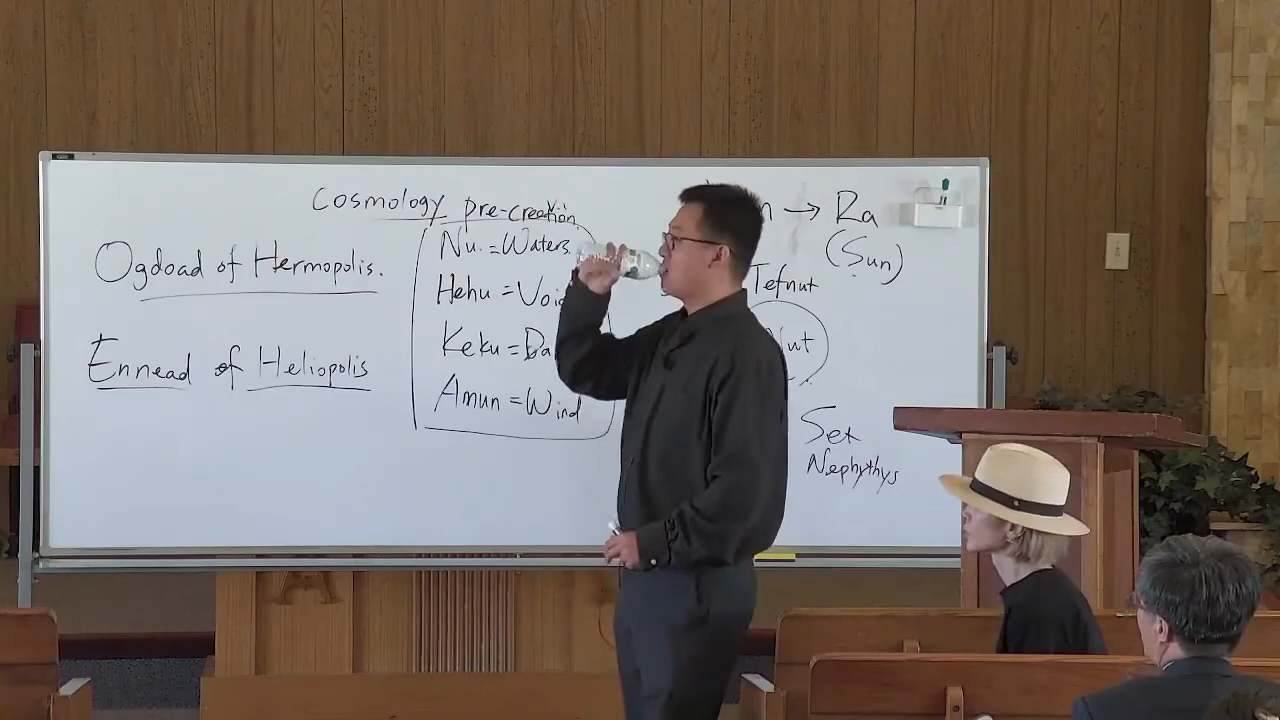 Cosmology pre-creation
Ogdoad of Hermopolis.
Ennead of Heliopolis
Nu. = Waters.
Hehu = Voi
Keku = Da
Amun = Wind
n → Ra
(Sun)
Tefnut
Nut
Set
Nephythys